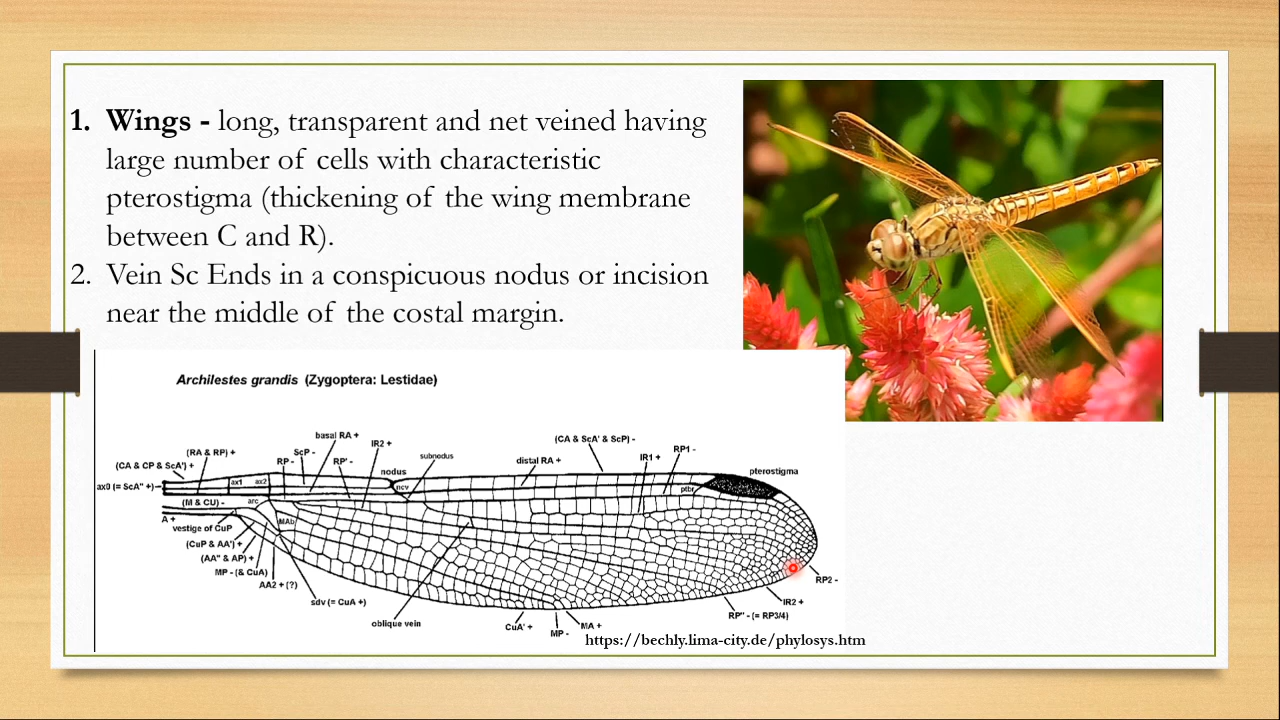 1. Wings - long, transparent and net veined having
large number of cells with characteristic
pterostigma (thickening of the wing membrane
between C and R).
2. Vein Sc Ends in a conspicuous nodus or incision
near the middle of the costal margin.
Archilestes grandis (Zygoptera: Lestidae)
basal RA +
(CA & ScA' & ScP) -
IR2 +
RP1 -
(RA & RP) +
ScP -
subnodus
IR1 +
RP -
RP' -
distal RA +
(CA & CP & ScA') +
nodus
pterostigma
ax0 (= ScA" +)
ax1
ax2
ncv
ptbr
(M & CU) -
arc
A +
MAb
vestige of CuP
(CuP & AA') +
(AA" & AP) +
MP - (& CuA)
RP2 -
AA2 + (?)
sdv (= CuA +)
IR2 +
RP" - (= RP3/4)
oblique vein
CuA' +
MP -
MA +
https://bechly.lima-city.de/phylosys.htm